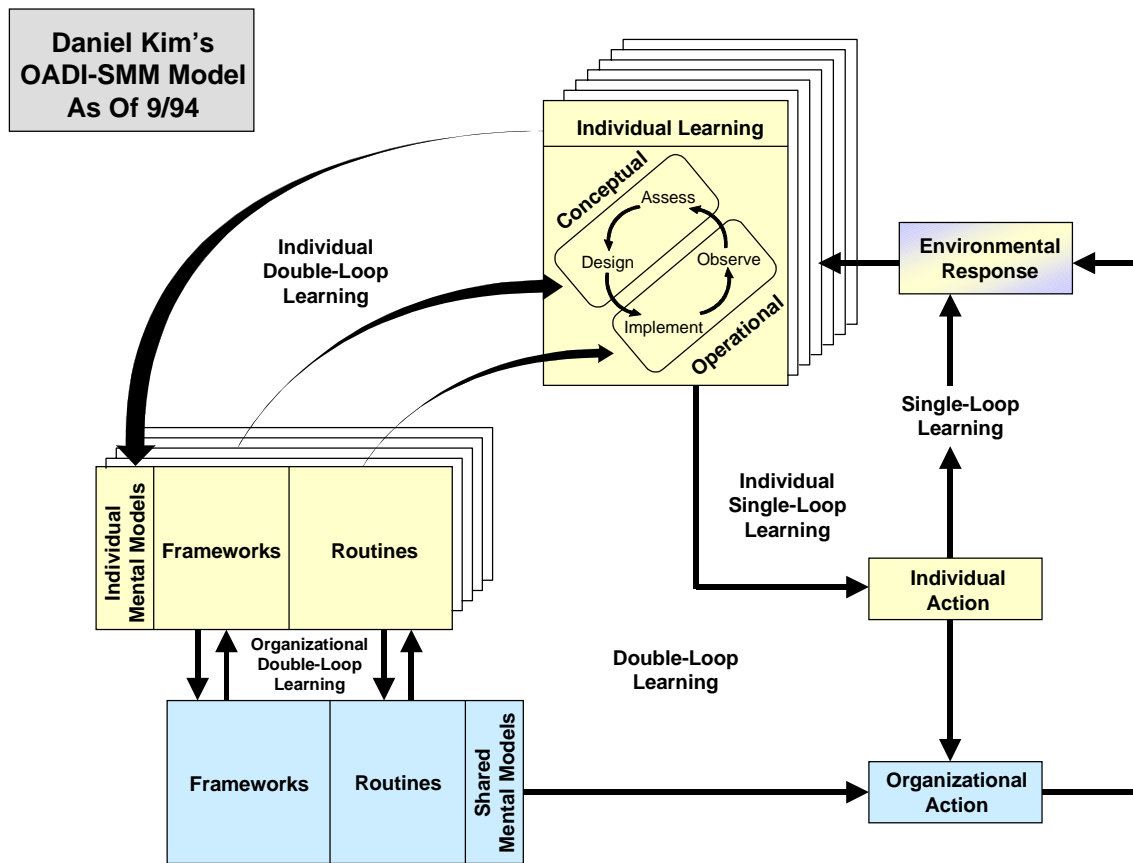 Daniel Kim's
OADI-SMM Model
As Of 9/94
Individual Learning
Conceptual
Assess
Design
Observe
Implement
Operational
Individual
Double-Loop
Learning
Environmental
Response
Single-Loop
Learning
Individual
Single-Loop
Learning
Individual
Mental Models
Frameworks
Routines
Individual
Action
Organizational
Double-Loop
Learning
Double-Loop
Learning
Frameworks
Routines
Shared
Mental Models
Organizational
Action